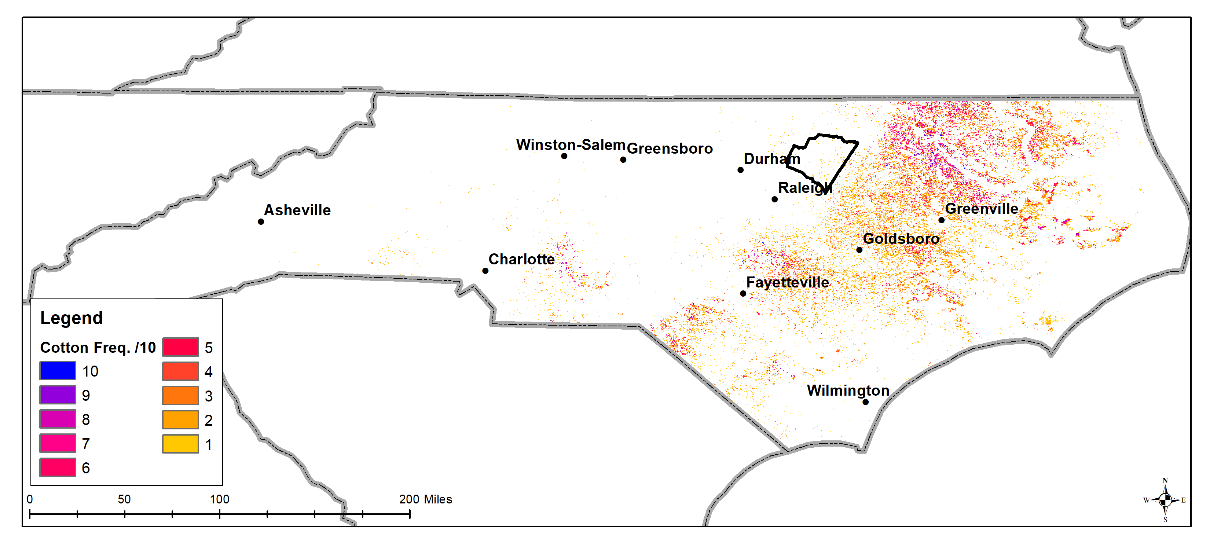 Winston-Salem
Greensboro
Durham
Raleigh
Asheville
Greenville
Goldsboro
Charlotte
Fayetteville
Wilmington
Legend
Cotton Freq. /10
10
9
8
7
6
5
4
3
2
1
0 50 100 200 Miles
N
W E
S